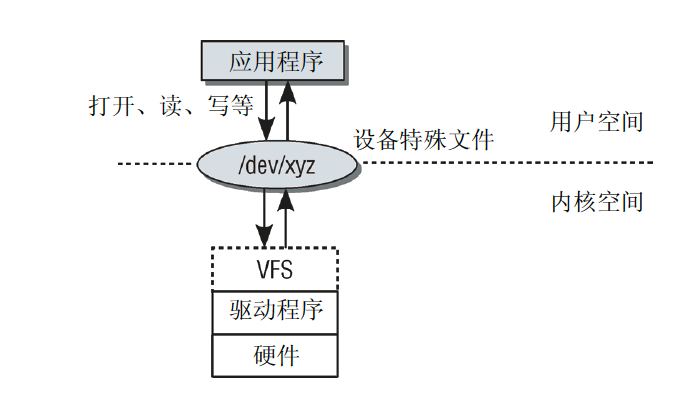 应用程序
打开、读、写等
用户空间
设备特殊文件
/dev/xyz
内核空间
VFS
驱动程序
硬件